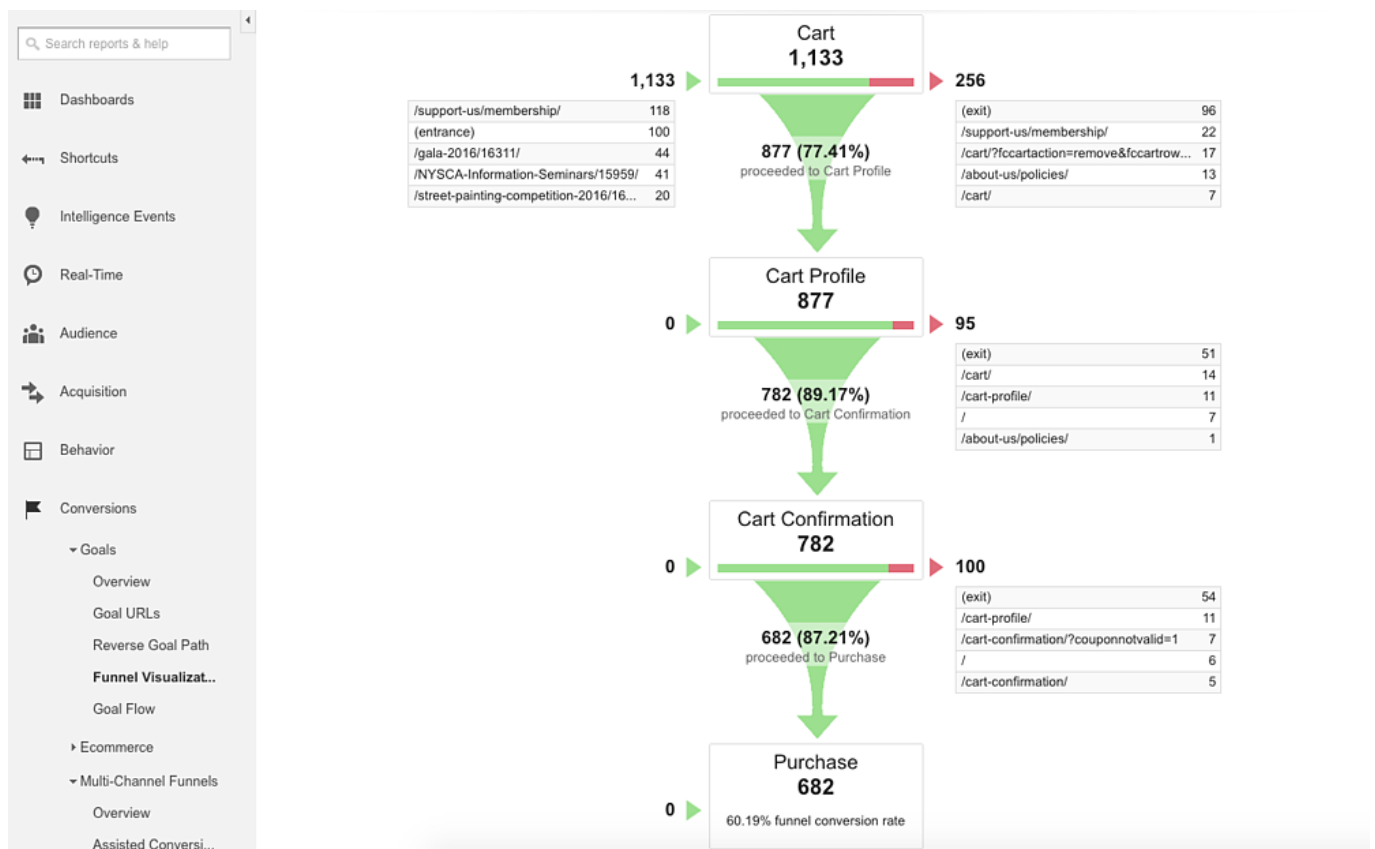 Search reports & help
Dashboards
Shortcuts
Intelligence Events
Real-Time
Audience
Acquisition
Behavior
Conversions
Goals
Overview
Goal URLs
Reverse Goal Path
Funnel Visualizat...
Goal Flow
Ecommerce
Multi-Channel Funnels
Overview
Assisted Conversi...
Cart
1,133
1,133
/support-us/membership/ 118
(entrance) 100
/gala-2016/16311/ 44
/NYSCA-Information-Seminars/15959/ 41
/street-painting-competition-2016/16... 20
256
(exit) 96
/support-us/membership/ 22
/cart/?fccartaction=remove&fccartrow... 17
/about-us/policies/ 13
/cart/ 7
877 (77.41%)
proceeded to Cart Profile
Cart Profile
877
0
95
(exit) 51
/cart/ 14
/cart-profile/ 11
/ 7
/about-us/policies/ 1
782 (89.17%)
proceeded to Cart Confirmation
Cart Confirmation
782
0
100
(exit) 54
/cart-profile/ 11
/cart-confirmation/?couponnotvalid=1 7
/ 6
/cart-confirmation/ 5
682 (87.21%)
proceeded to Purchase
Purchase
682
0
60.19% funnel conversion rate